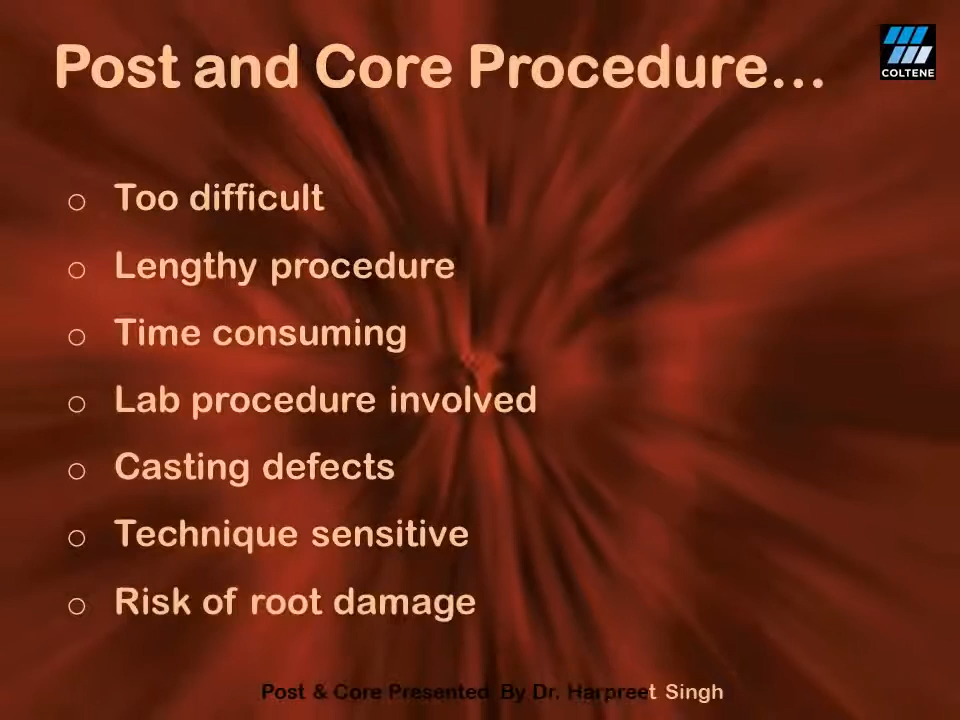 Post and Core Procedure...
COLTENE
o Too difficult
o Lengthy procedure
o Time consuming
o Lab procedure involved
o Casting defects
o Technique sensitive
o Risk of root damage
Post & Core Presented By Dr. Harpreet Singh